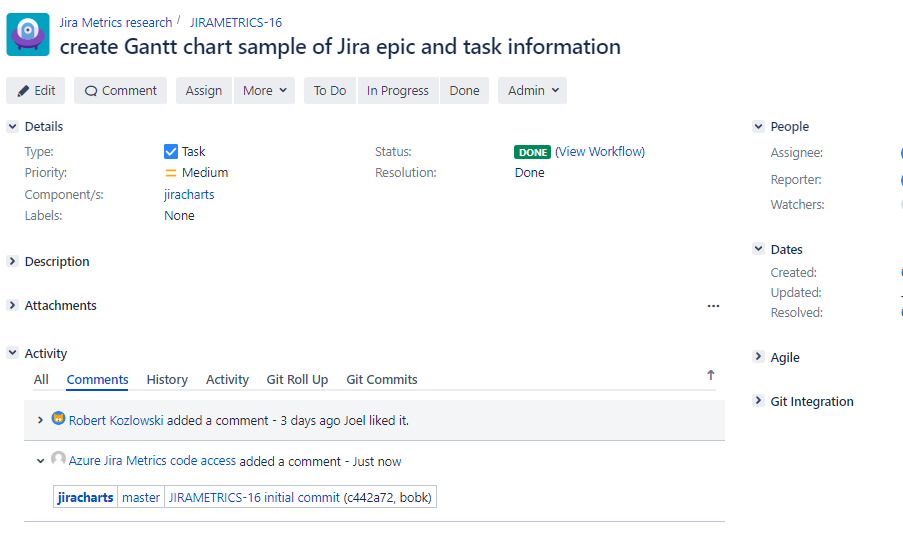 Jira Metrics research / JIRAMETRICS-16
create Gantt chart sample of Jira epic and task information
Edit Comment Assign More To Do In Progress Done Admin
Details
Type: Task
Status: DONE (View Workflow)
Priority: Medium
Resolution: Done
Component/s: jiracharts
Labels: None
Description
Attachments
Activity
All Comments History Activity Git Roll Up Git Commits
Robert Kozlowski added a comment - 3 days ago Joel liked it.
Azure Jira Metrics code access added a comment - Just now
jiracharts master JIRAMETRICS-16 initial commit (c442a72, bobk)
People
Assignee:
Reporter:
Watchers:
Dates
Created:
Updated:
Resolved:
Agile
Git Integration